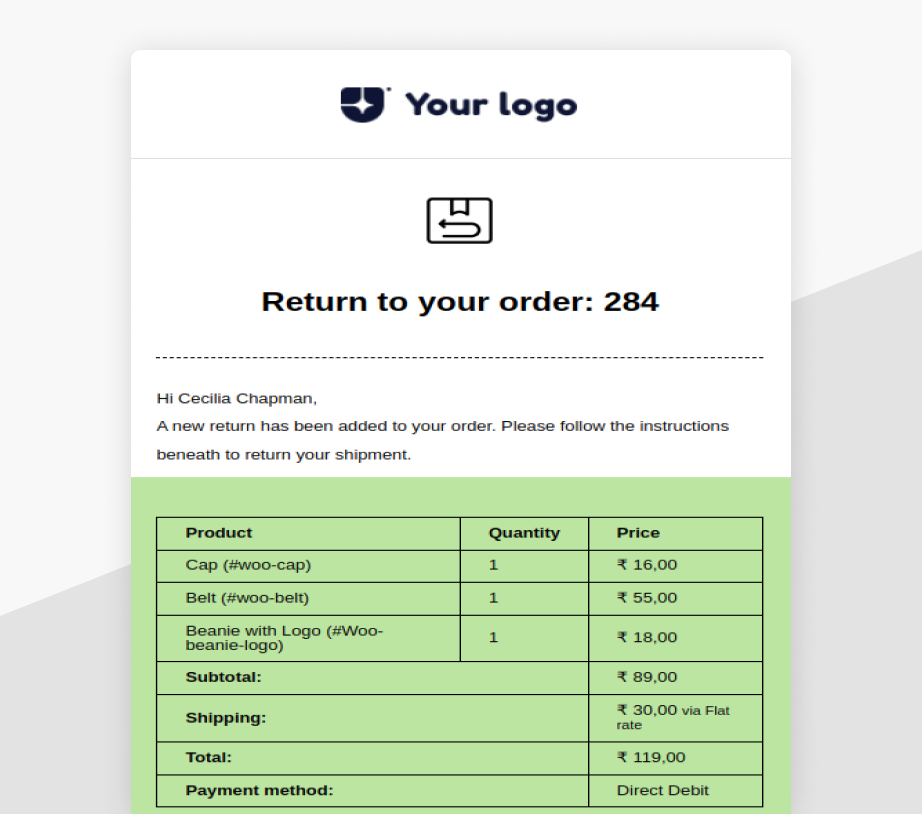 Your logo
Return to your order: 284
Hi Cecilia Chapman,
A new return has been added to your order. Please follow the instructions
beneath to return your shipment.
Product Quantity Price
Cap (#woo-cap) 1 ₹ 16,00
Belt (#woo-belt) 1 ₹ 55,00
Beanie with Logo (#Woo-
beanie-logo) 1 ₹ 18,00
Subtotal: ₹ 89,00
Shipping: ₹ 30,00 via Flat
rate
Total: ₹ 119,00
Payment method: Direct Debit